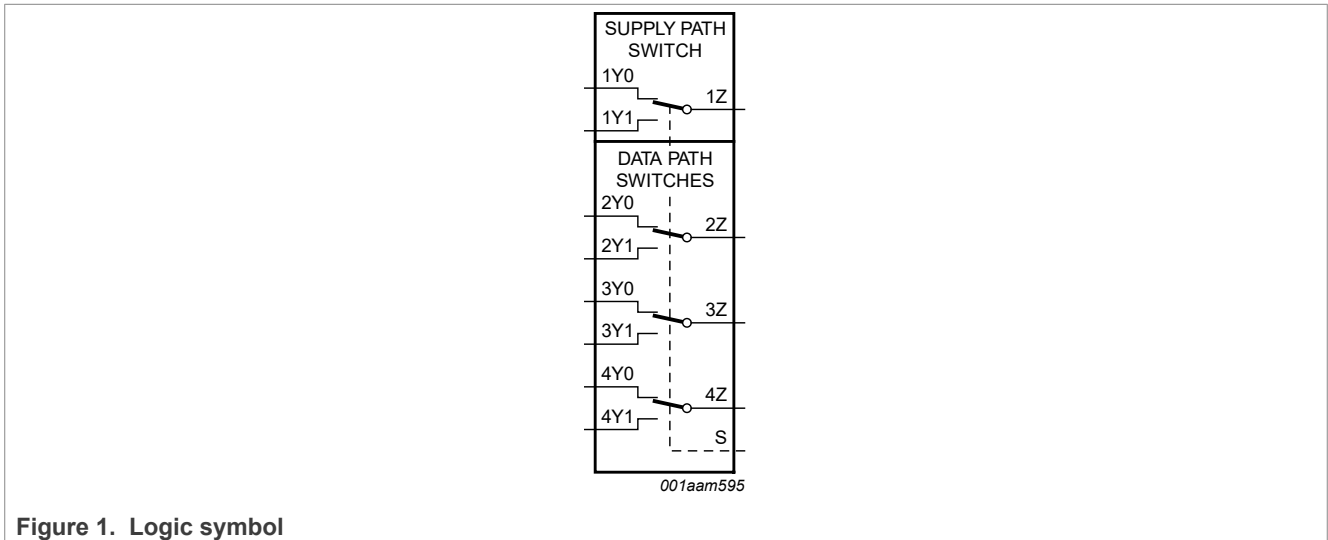 SUPPLY PATH
SWITCH
1Y0
1Z
1Y1
DATA PATH
SWITCHES
2Y0
2Z
2Y1
3Y0
3Z
3Y1
4Y0
4Z
4Y1
S
001aam595
Figure 1. Logic symbol